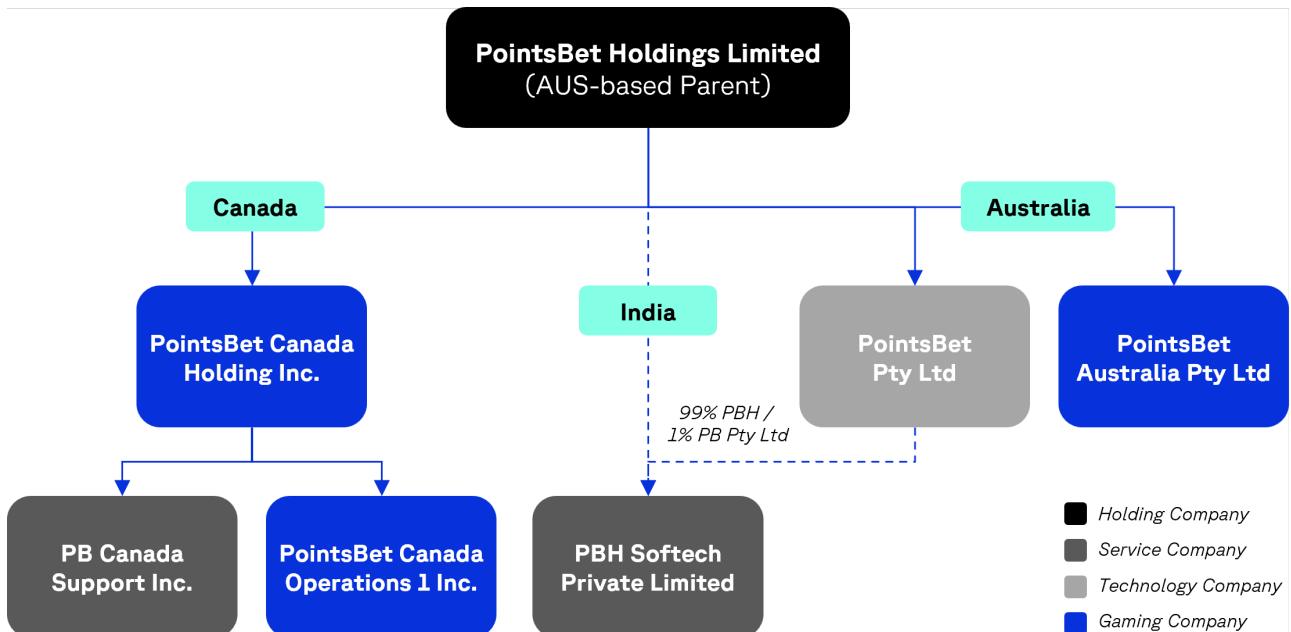 PointsBet Holdings Limited
(AUS-based Parent)
Canada
Australia
India
PointsBet Canada
Holding Inc.
PointsBet
Pty Ltd
PointsBet
Australia Pty Ltd
99% PBH /
1% PB Pty Ltd
PB Canada
Support Inc.
PointsBet Canada
Operations 1 Inc.
PBH Softech
Private Limited
Holding Company
Service Company
Technology Company
Gaming Company